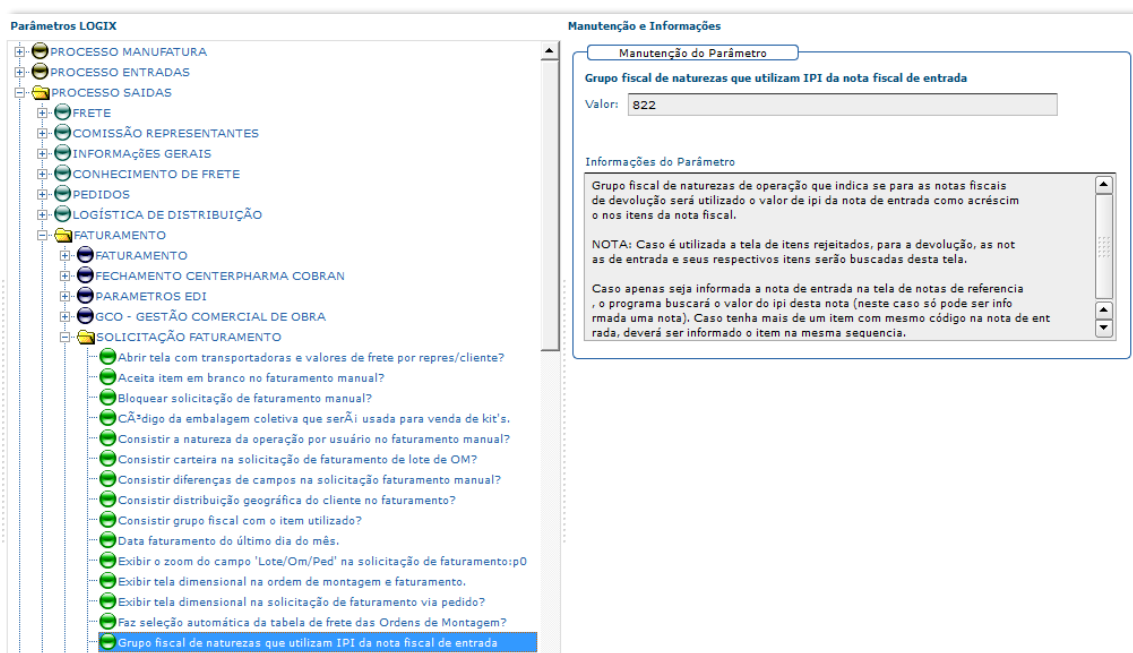 Parâmetros LOGIX
PROCESSO MANUFATURA
PROCESSO ENTRADAS
PROCESSO SAIDAS
FRETE
COMISSÃO REPRESENTANTES
INFORMAçõES GERAIS
CONHECIMENTO DE FRETE
PEDIDOS
LOGÍSTICA DE DISTRIBUIÇÃO
FATURAMENTO
FATURAMENTO
FECHAMENTO CENTERPHARMA COBRAN
PARAMETROS EDI
GCO - GESTÃO COMERCIAL DE OBRA
SOLICITAÇÃO FATURAMENTO
Abrir tela com transportadoras e valores de frete por repres/cliente?
Aceita item em branco no faturamento manual?
Bloquear solicitação de faturamento manual?
CÃ³digo da embalagem coletiva que serÃ¡ usada para venda de kit's.
Consistir a natureza da operação por usuário no faturamento manual?
Consistir carteira na solicitação de faturamento de lote de OM?
Consistir diferenças de campos na solicitação faturamento manual?
Consistir distribuição geográfica do cliente no faturamento?
Consistir grupo fiscal com o item utilizado?
Data faturamento do último dia do mês.
Exibir o zoom do campo 'Lote/Om/Ped' na solicitação de faturamento:p0
Exibir tela dimensional na ordem de montagem e faturamento.
Exibir tela dimensional na solicitação de faturamento via pedido?
Faz seleção automática da tabela de frete das Ordens de Montagem?
Grupo fiscal de naturezas que utilizam IPI da nota fiscal de entrada
Manutenção e Informações
Manutenção do Parâmetro
Grupo fiscal de naturezas que utilizam IPI da nota fiscal de entrada
Valor: 822
Informações do Parâmetro
Grupo fiscal de naturezas de operação que indica se para as notas fiscais
de devolução será utilizado o valor de ipi da nota de entrada como acréscim
o nos itens da nota fiscal.
NOTA: Caso é utilizada a tela de itens rejeitados, para a devolução, as not
as de entrada e seus respectivos itens serão buscadas desta tela.
Caso apenas seja informada a nota de entrada na tela de notas de referencia
, o programa buscará o valor do ipi desta nota (neste caso só pode ser info
rmada uma nota). Caso tenha mais de um item com mesmo código na nota de ent
rada, deverá ser informado o item na mesma sequencia.